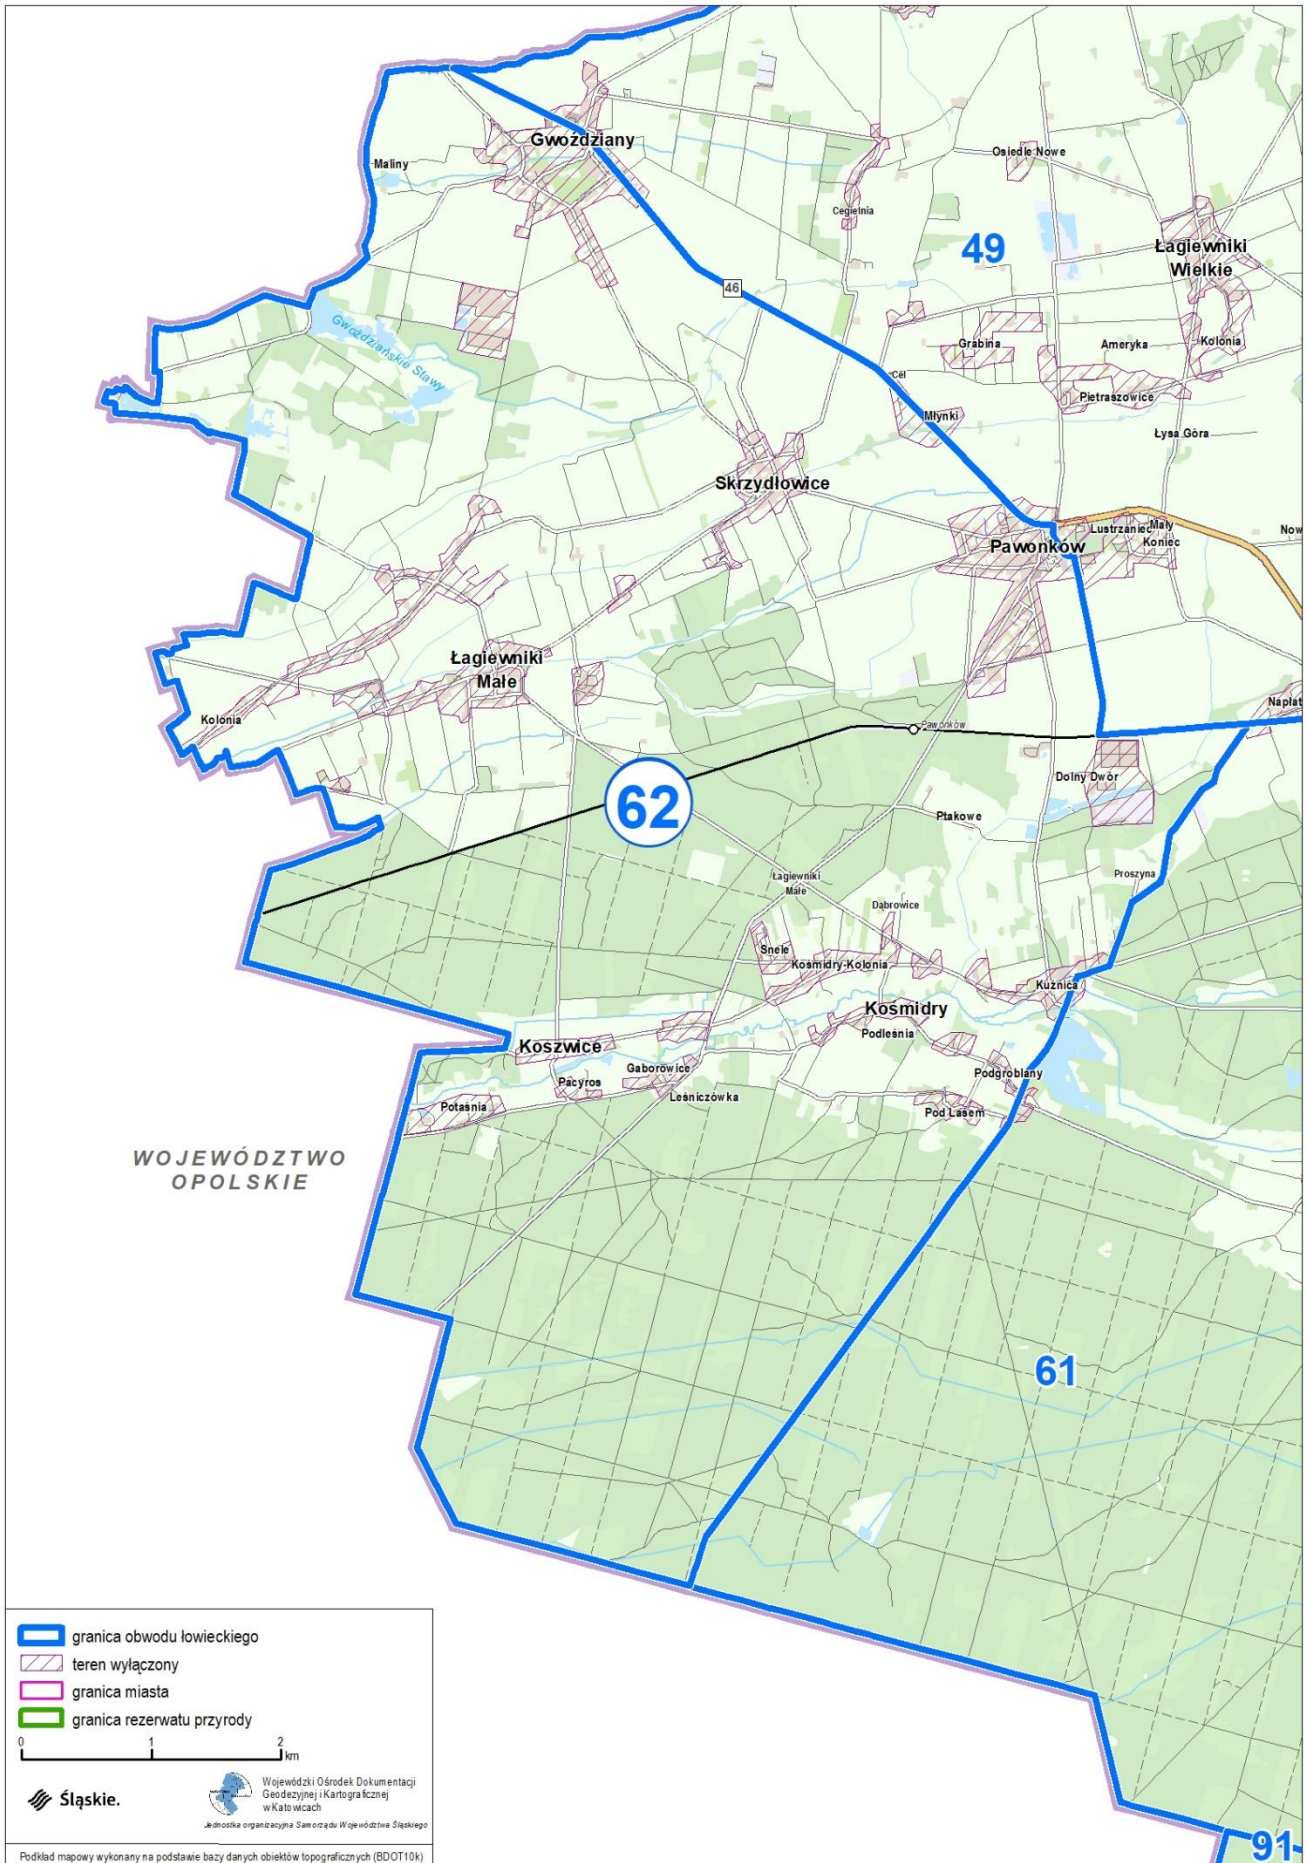 Gwoździany
Maliny
Osiedle Nowe
Cegielnia
49
Łagiewniki
Wielkie
46
Gwoździańskie Stawy
Grabina
Ameryka
Kolonia
Cel
Pietraszowice
Młynki
Łysa Góra
Skrzydłowice
Lustrzaniec
Mały
Koniec
Now
Pawonków
Łagiewniki
Małe
Kolonia
Napłat
Pawonków
Dolny Dwór
62
Ptakowe
Łagiewniki
Małe
Proszyna
Dąbrowice
Snele
Kośmidry-Kolonia
Kuźnica
Kośmidry
Podleśnia
Koszwice
Gaborowice
Pacyros
Leśniczówka
Podgroblany
Potaśnia
Pod Lasem
WOJEWÓDZTWO
OPOLSKIE
61
granica obwodu łowieckiego
teren wyłączony
granica miasta
granica rezerwatu przyrody
0 1 2
km
Śląskie.
Wojewódzki Ośrodek Dokumentacji
Geodezyjnej i Kartograficznej
w Katowicach
Jednostka organizacyjna Samorządu Województwa Śląskiego
Podkład mapowy wykonany na podstawie bazy danych obiektów topograficznych (BDOT10k)
91